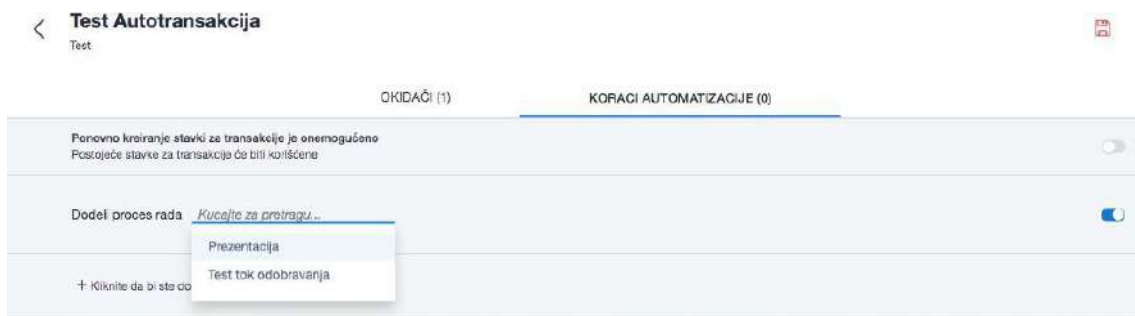 Test Autotransakcija
Test
OKIDAČI (1) KORACI AUTOMATIZACIJE (0)
Ponovno kreiranje stavki za transakcije je onemogućeno
Postojeće stavke za transakcije će biti korišćene
Dodeli proces rada Kucajte za pretragu...
Prezentacija
Test tok odobravanja
+ Kliknite da bi ste do